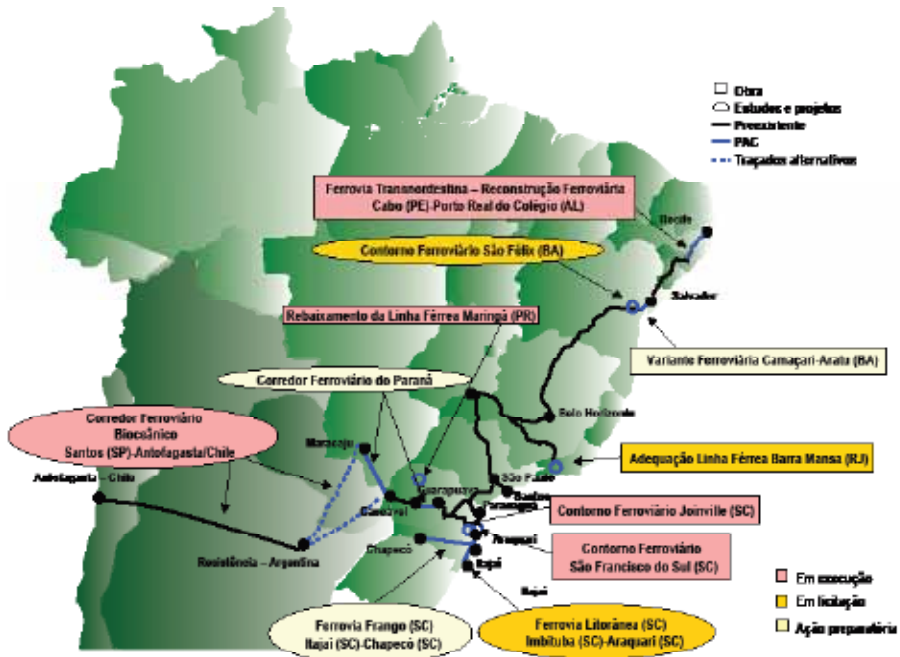 Obra
Estudos e projetos
Preexistente
PAC
Traçados alternativos
Ferrovia Transnordestina – Reconstrução Ferroviária
Cabo (PE)-Porto Real do Colégio (AL)
Recife
Contorno Ferroviário São Félix (BA)
Salvador
Rebaixamento da Linha Férrea Maringá (PR)
Variante Ferroviária Camaçari-Aratu (BA)
Corredor Ferroviário do Paraná
Belo Horizonte
Corredor Ferroviário
Bioceânico
Santos (SP)-Antofagasta/Chile
Maracaju
Adequação Linha Férrea Barra Mansa (RJ)
Antofagasta – Chile
São Paulo
Guarapuava
Santos
Paranaguá
Cascavel
Contorno Ferroviário Joinville (SC)
Araquari
Chapecó
Contorno Ferroviário
São Francisco do Sul (SC)
Itajaí
Resistência – Argentina
Itajaí
Em execução
Em licitação
Ação preparatória
Ferrovia Frango (SC)
Itajaí (SC)-Chapecó (SC)
Ferrovia Litorânea (SC)
Imbituba (SC)-Araquari (SC)